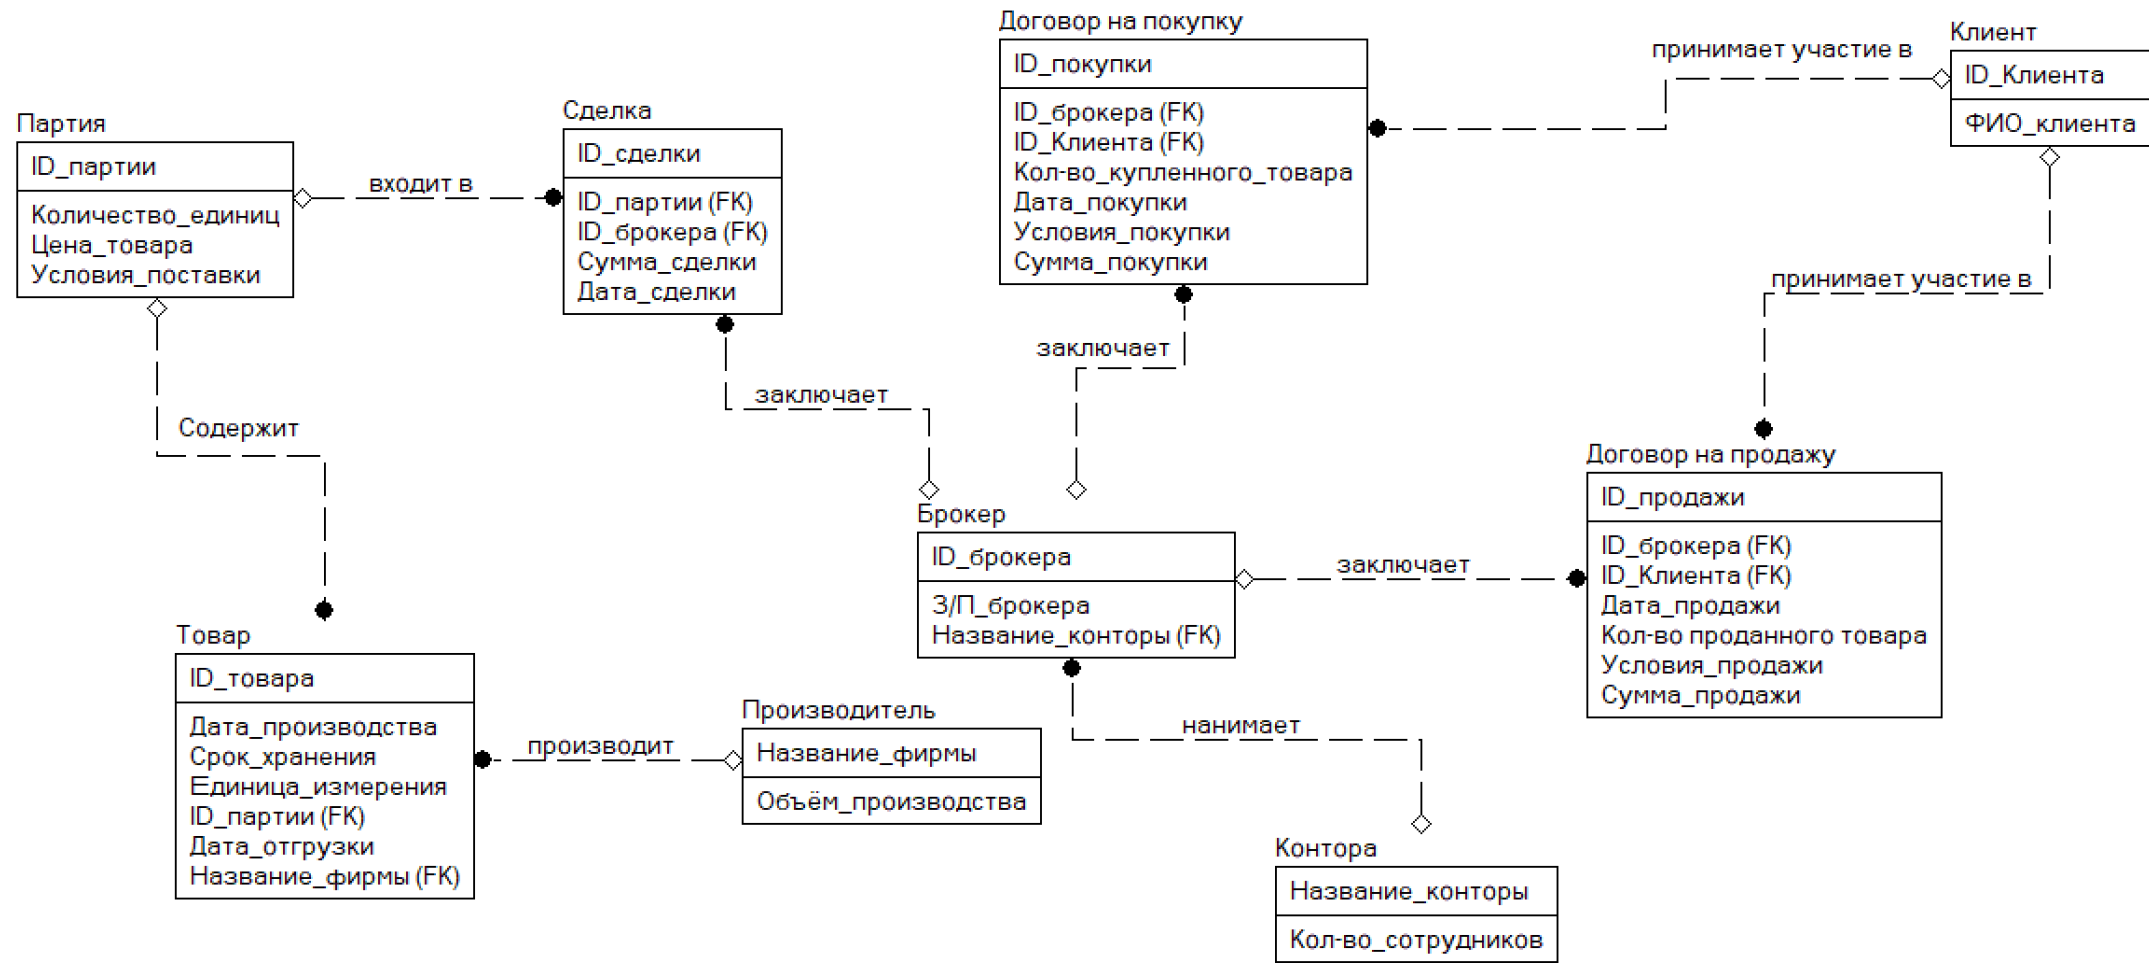 Партия
ID_партии
Количество_единиц
Цена_товара
Условия_поставки
входит в
Сделка
ID_сделки
ID_партии (FK)
ID_брокера (FK)
Сумма_сделки
Дата_сделки
Договор на покупку
ID_покупки
ID_брокера (FK)
ID_Клиента (FK)
Кол-во_купленного_товара
Дата_покупки
Условия_покупки
Сумма_покупки
принимает участие в
Клиент
ID_Клиента
ФИО_клиента
принимает участие в
заключает
заключает
Содержит
Брокер
ID_брокера
З/П_брокера
Название_конторы (FK)
заключает
Договор на продажу
ID_продажи
ID_брокера (FK)
ID_Клиента (FK)
Дата_продажи
Кол-во проданного товара
Условия_продажи
Сумма_продажи
Товар
ID_товара
Дата_производства
Срок_хранения
Единица_измерения
ID_партии (FK)
Дата_отгрузки
Название_фирмы (FK)
производит
Производитель
Название_фирмы
Объём_производства
нанимает
Контора
Название_конторы
Кол-во_сотрудников